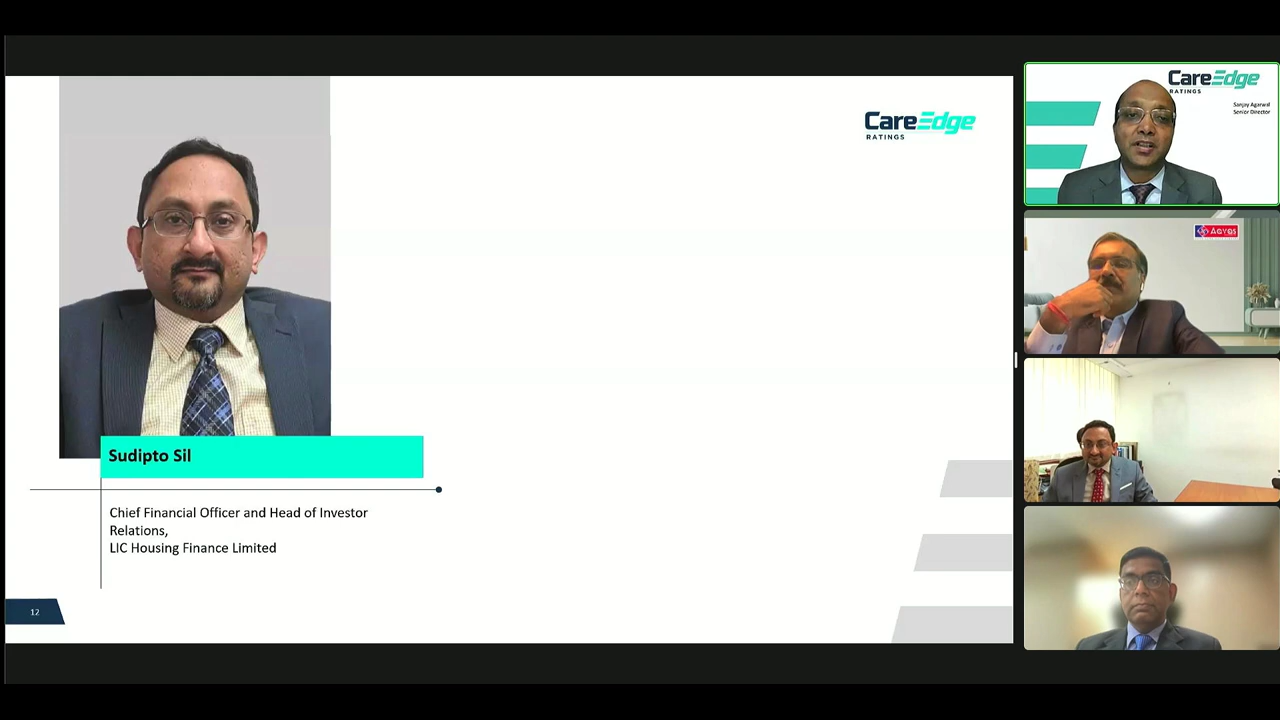 CareEdge
RATINGS
Sudipto Sil
Chief Financial Officer and Head of Investor
Relations,
LIC Housing Finance Limited
12
CareEdge
RATINGS
Sanjay Agarwal
Senior Director
Aavas